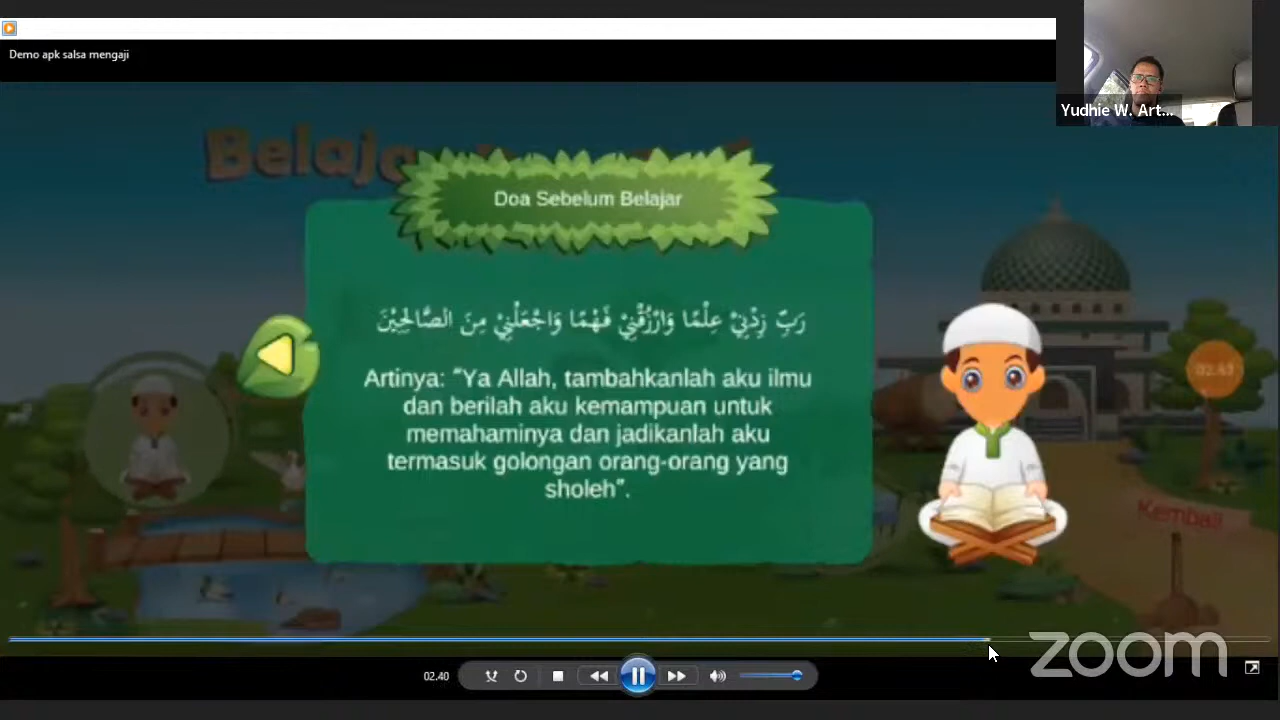 Demo apk salsa mengaji
Yudhie W. Art...
Doa Sebelum Belajar
رَبِّ زِدْنِيْ عِلْمًا وَارْزُقْنِيْ فَهْمًا وَاجْعَلْنِيْ مِنَ الصَّالِحِيْنَ
Artinya: “Ya Allah, tambahkanlah aku ilmu
dan berilah aku kemampuan untuk
memahaminya dan jadikanlah aku
termasuk golongan orang-orang yang
sholeh”.
02.43
Kembali
02.40
zoom